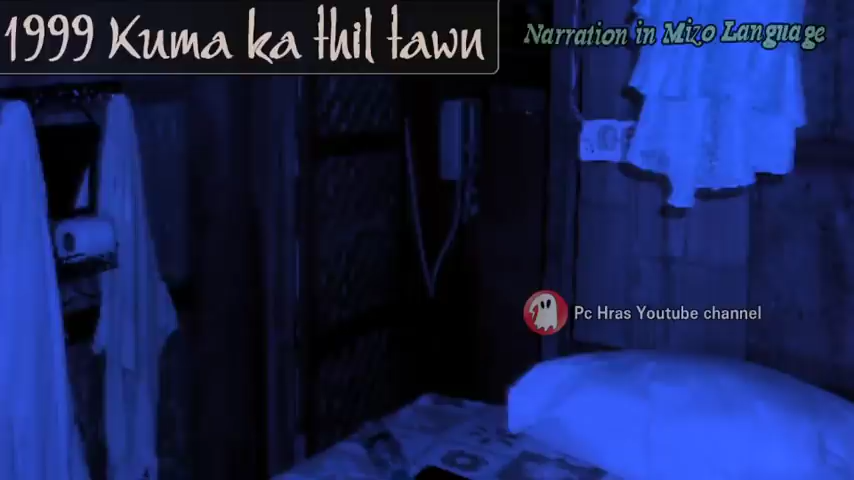 1999 Kuma ka thil tawn
Narration in Mizo Language
Pc Hras Youtube channel